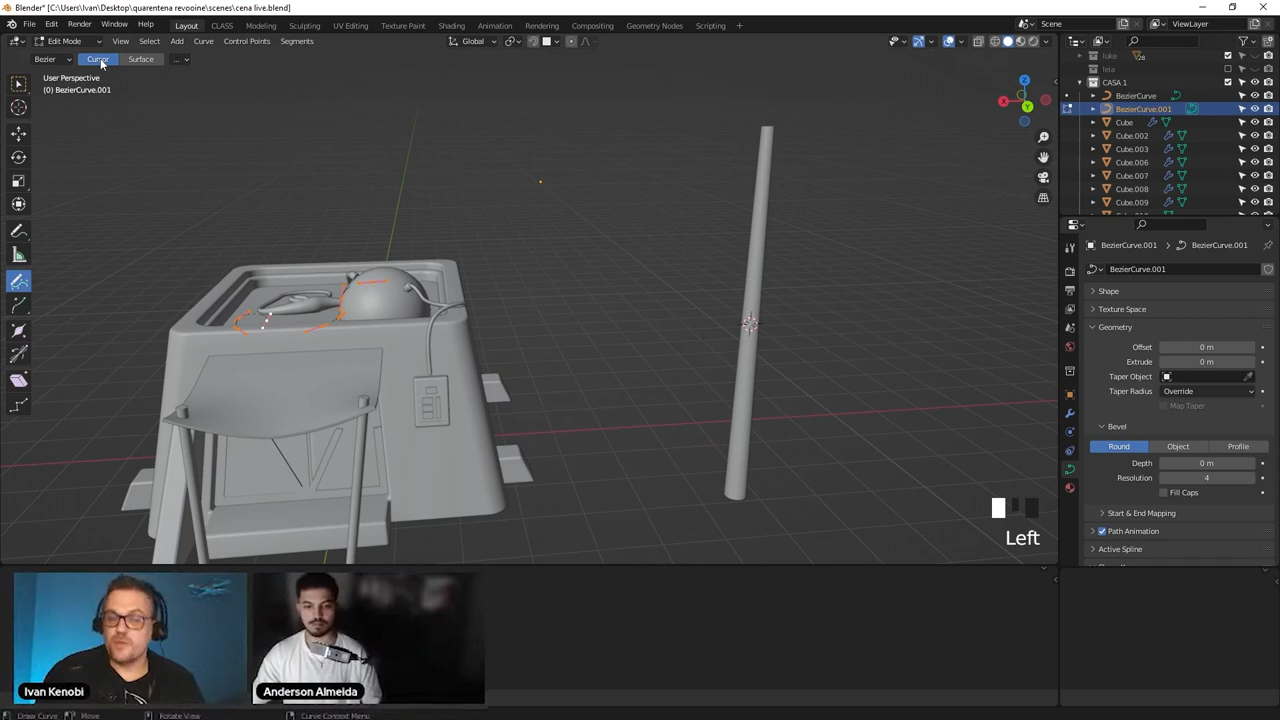 Blender* [C:\Users\Ivan\Desktop\quarentena revooine\scenes\cena live.blend]
File Edit Render Window Help Layout CLASS Modeling Sculpting UV Editing Texture Paint Shading Animation Rendering Compositing Geometry Nodes Scripting + Scene ViewLayer
Edit Mode View Select Add Curve Control Points Segments Global
Bezier Cursor Surface ...
User Perspective
(0) BezierCurve.001
X
Y
Z
luke 28
leia
CASA 1
BezierCurve
BezierCurve.001
Cube
Cube.002
Cube.003
Cube.006
Cube.007
Cube.008
Cube.009
BezierCurve.001 > BezierCurve.001
BezierCurve.001
Shape
Texture Space
Geometry
Offset 0 m
Extrude 0 m
Taper Object
Taper Radius Override
Map Taper
Bevel
Round Object Profile
Depth 0 m
Resolution 4
Fill Caps
Start & End Mapping
Path Animation
Active Spline
Left
Ivan Kenobi
Anderson Almeida
Draw Curve Move Rotate View Curve Context Menu